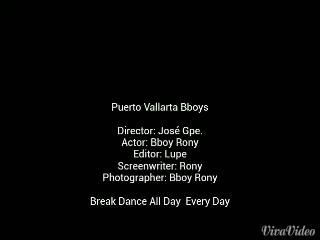 Puerto Vallarta Bboys
Director: José Gpe.
Actor: Bboy Rony
Editor: Lupe
Screenwriter: Rony
Photographer: Bboy Rony
Break Dance All Day  Every Day
VivaVideo